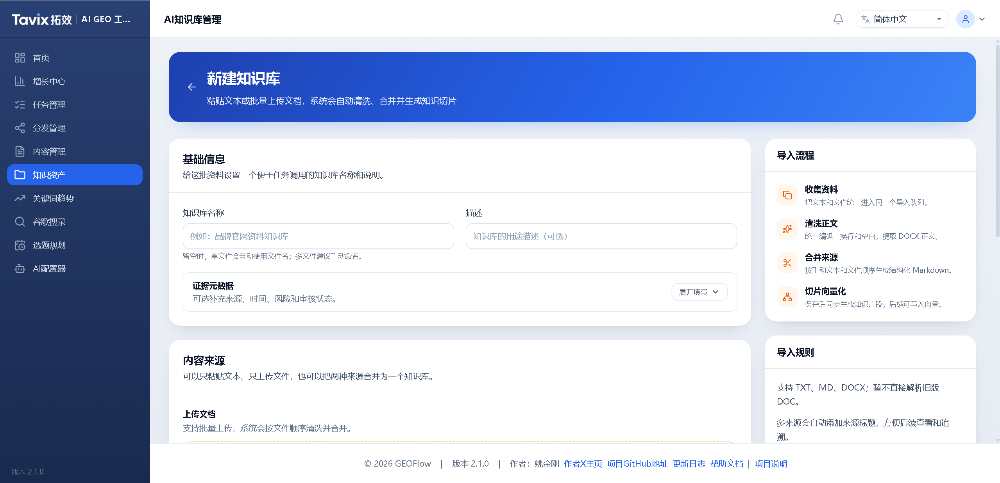 Tavix 拓效 AI GEO 工...
AI知识库管理
简体中文
首页
增长中心
任务管理
分发管理
内容管理
知识资产
关键词趋势
谷歌搜录
选题规划
AI配置器
版本 2.1.0
新建知识库
粘贴文本或批量上传文档，系统会自动清洗、合并并生成知识切片
基础信息
给这批资料设置一个便于任务调用的知识库名称和说明。
知识库名称
例如：品牌官网资料知识库
留空时，单文件会自动使用文件名；多文件建议手动命名。
描述
知识库的用途描述（可选）
证据元数据
可选补充来源、时间、风险和审核状态。
展开填写
内容来源
可以只粘贴文本、只上传文件，也可以把两种来源合并为一个知识库。
上传文档
支持批量上传，系统会按文件顺序清洗并合并。
导入流程
收集资料
把文本和文件统一进入同一个导入队列。
清洗正文
统一编码、换行和空白，提取 DOCX 正文。
合并来源
按手动文本和文件顺序生成结构化 Markdown。
切片向量化
保存后同步生成知识片段，后续可写入向量。
导入规则
支持 TXT、MD、DOCX；暂不直接解析旧版
DOC。
多来源会自动添加来源标题，方便后续查看和追
溯。
© 2026 GEOFlow | 版本 2.1.0 | 作者：姚金刚 作者X主页 项目GitHub地址 更新日志 帮助文档 | 项目说明